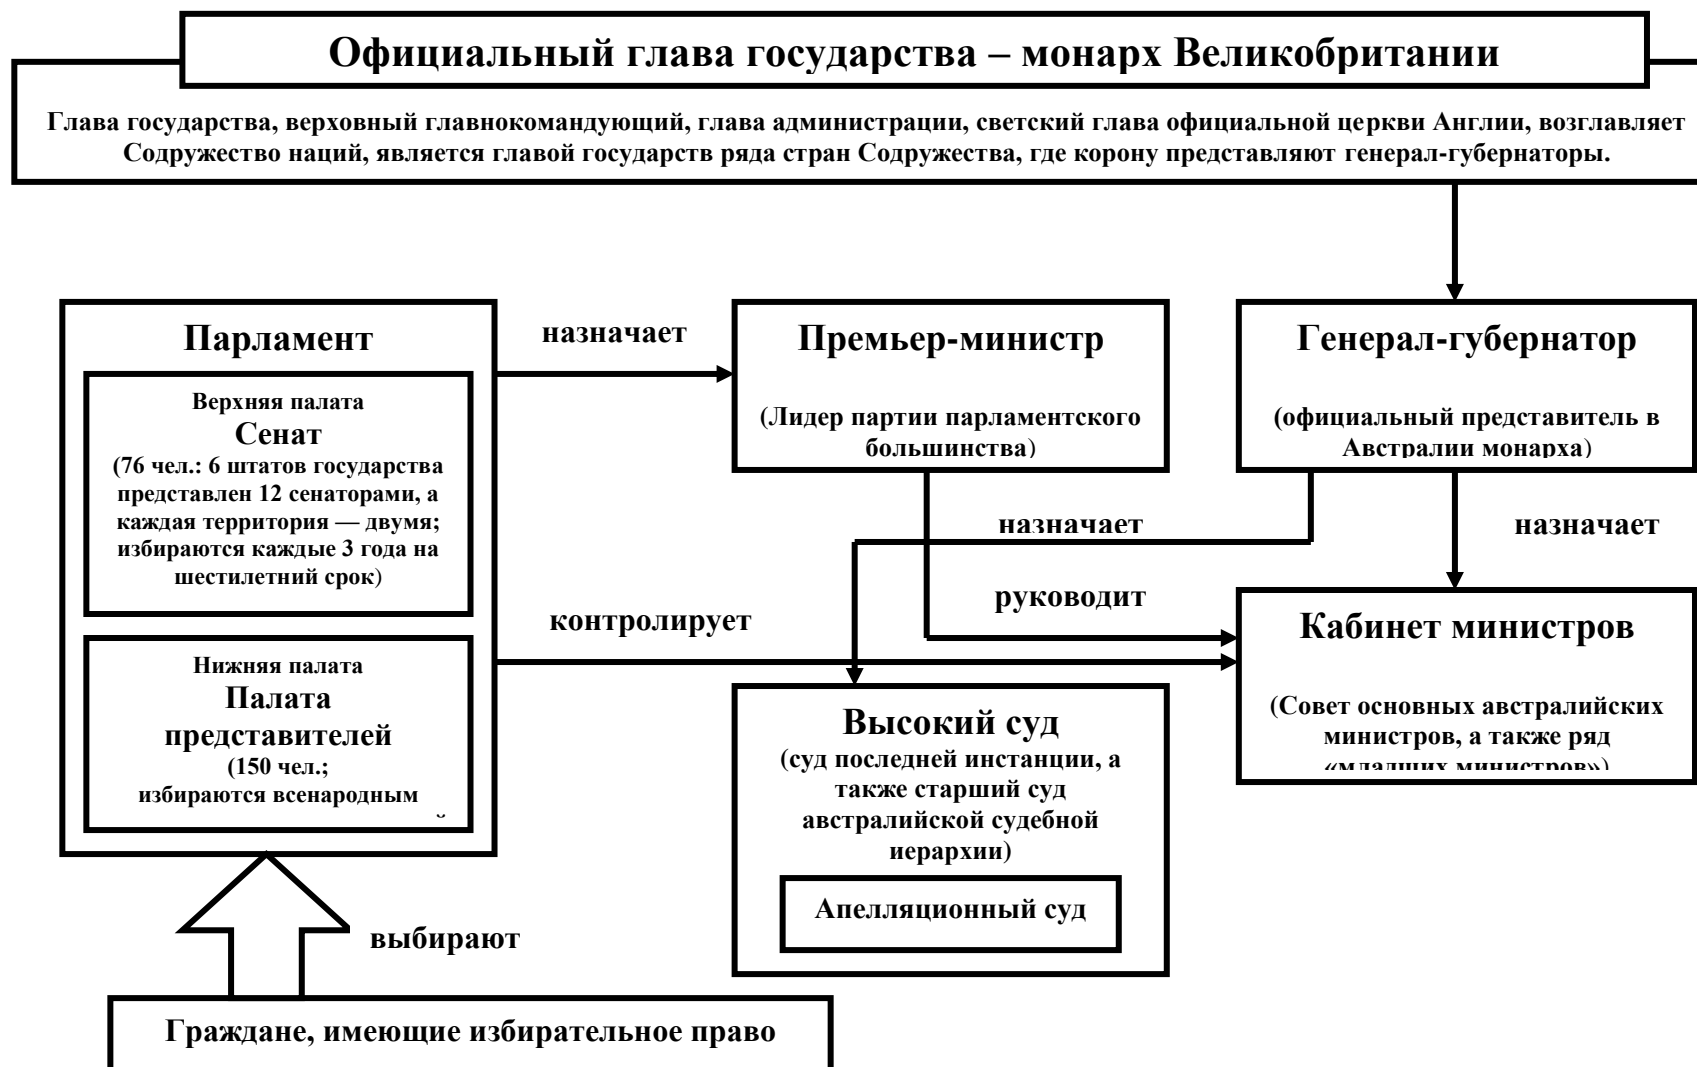 Официальный глава государства – монарх Великобритании
Глава государства, верховный главнокомандующий, глава администрации, светский глава официальной церкви Англии, возглавляет
Содружество наций, является главой государств ряда стран Содружества, где корону представляют генерал-губернаторы.
Парламент
Верхняя палата
Сенат
(76 чел.: 6 штатов государства
представлен 12 сенаторами, а
каждая территория — двумя;
избираются каждые 3 года на
шестилетний срок)
Нижняя палата
Палата
представителей
(150 чел.;
избираются всенародным
назначает
Премьер-министр
(Лидер партии парламентского
большинства)
Генерал-губернатор
(официальный представитель в
Австралии монарха)
назначает
назначает
руководит
контролирует
Кабинет министров
(Совет основных австралийских
министров, а также ряд
«младших министров»)
Высокий суд
(суд последней инстанции, а
также старший суд
австралийской судебной
иерархии)
Апелляционный суд
выбирают
Граждане, имеющие избирательное право